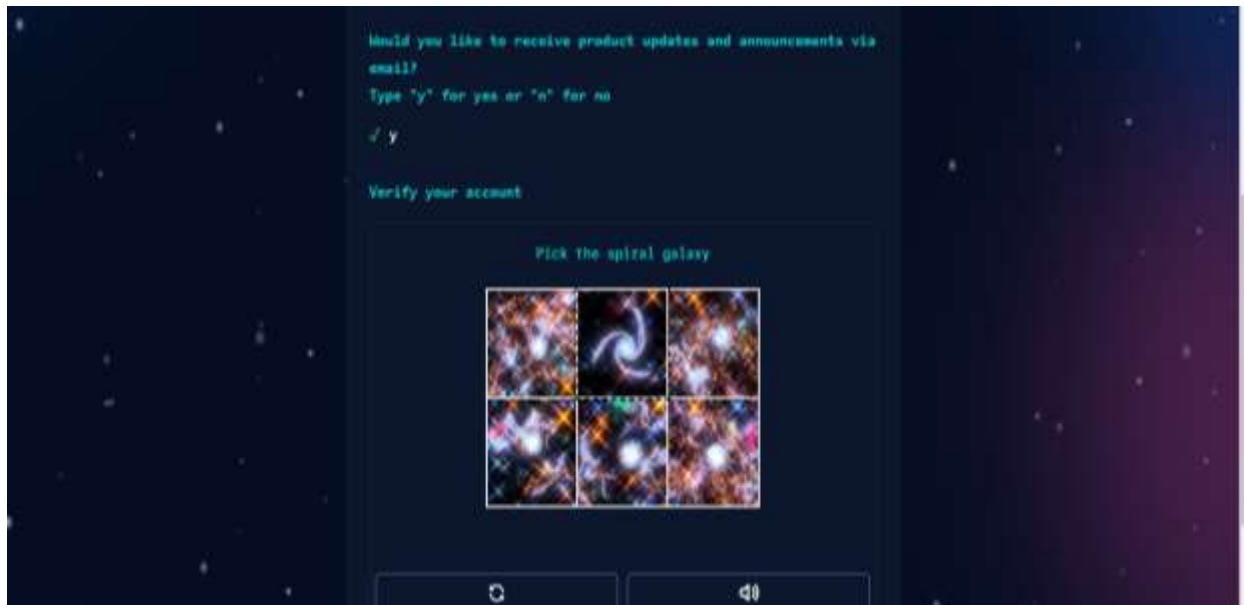 Would you like to receive product updates and announcements via
email?
Type "y" for yes or "n" for no
y
Verify your account
Pick the spiral galaxy